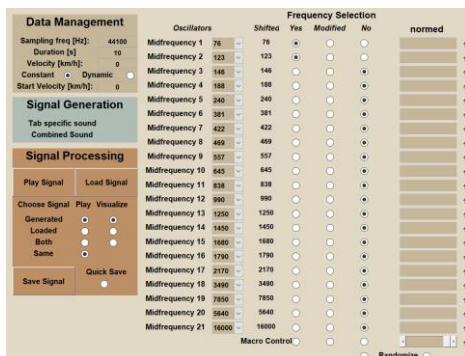 Data Management
Sampling freq [Hz]: 44100
Duration [s] 10
Velocity [km/h]: 0
Constant Dynamic
Start Velocity [km/h]: 0
Signal Generation
Tab specific sound
Combined Sound
Signal Processing
Play Signal Load Signal
Choose Signal Play Visualize
Generated
Loaded
Both
Same
Save Signal Quick Save
Frequency Selection
Oscillators Shifted Yes Modified No normed
Midfrequency 1 76 76
Midfrequency 2 123 123
Midfrequency 3 146 146
Midfrequency 4 188 188
Midfrequency 5 240 240
Midfrequency 6 381 381
Midfrequency 7 422 422
Midfrequency 8 469 469
Midfrequency 9 557 557
Midfrequency 10 645 645
Midfrequency 11 838 838
Midfrequency 12 990 990
Midfrequency 13 1250 1250
Midfrequency 14 1450 1450
Midfrequency 15 1680 1680
Midfrequency 16 1790 1790
Midfrequency 17 2170 2170
Midfrequency 18 3490 3490
Midfrequency 19 7850 7850
Midfrequency 20 5640 5640
Midfrequency 21 16000 16000
Macro Control
Randomize